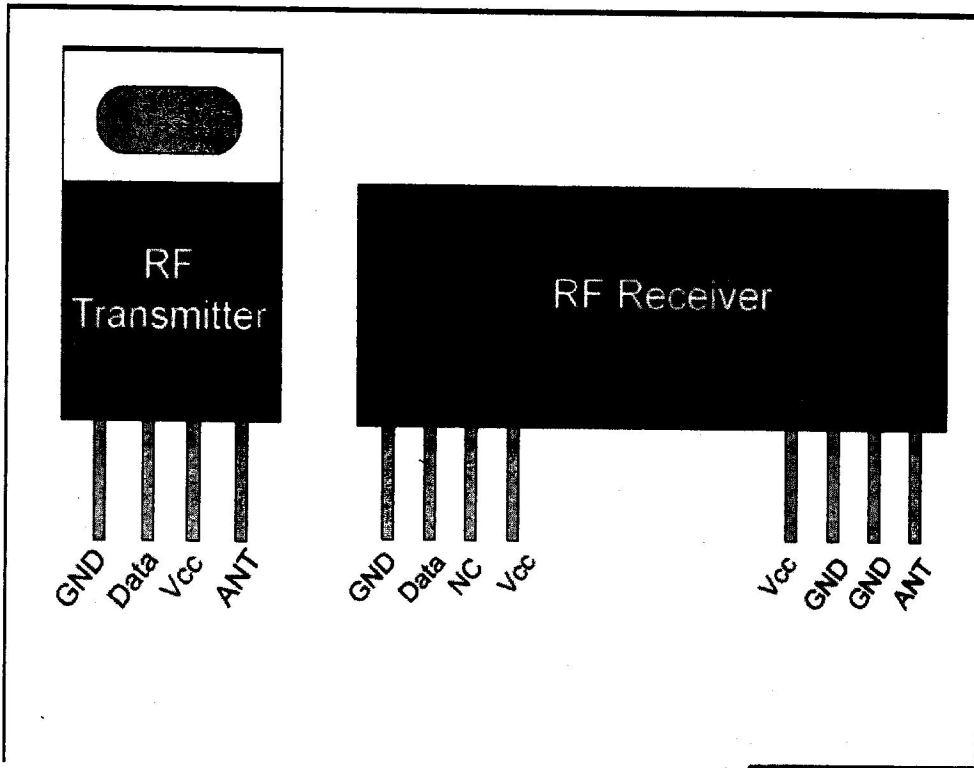 RF
Transmitter
RF Receiver
GND Data Vcc ANT
GND Data NC Vcc
Vcc GND GND ANT